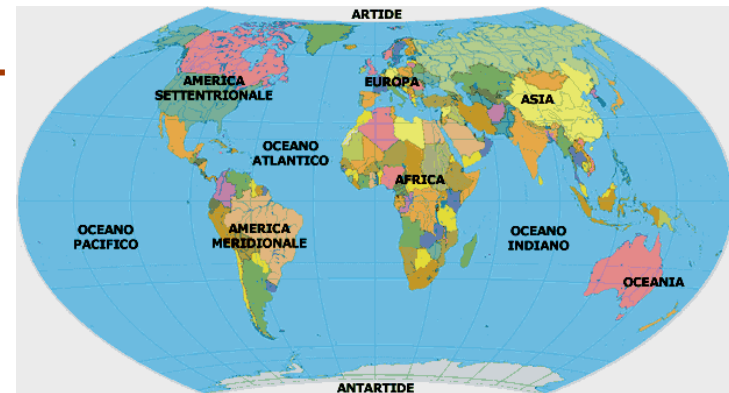 ARTIDE
AMERICA
SETTENTRIONALE
EUROPA
ASIA
OCEANO
ATLANTICO
AFRICA
OCEANO
PACIFICO
AMERICA
MERIDIONALE
OCEANO
INDIANO
OCEANIA
ANTARTIDE